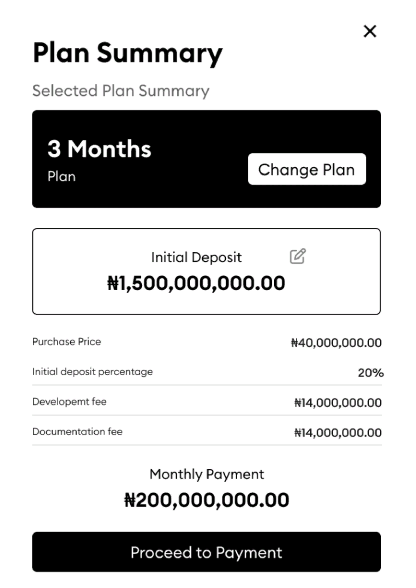 Plan Summary
Selected Plan Summary
3 Months
Plan
Change Plan
Initial Deposit
₦1,500,000,000.00
Purchase Price ₦40,000,000.00
Initial deposit percentage 20%
Developemt fee ₦14,000,000.00
Documentation fee ₦14,000,000.00
Monthly Payment
₦200,000,000.00
Proceed to Payment